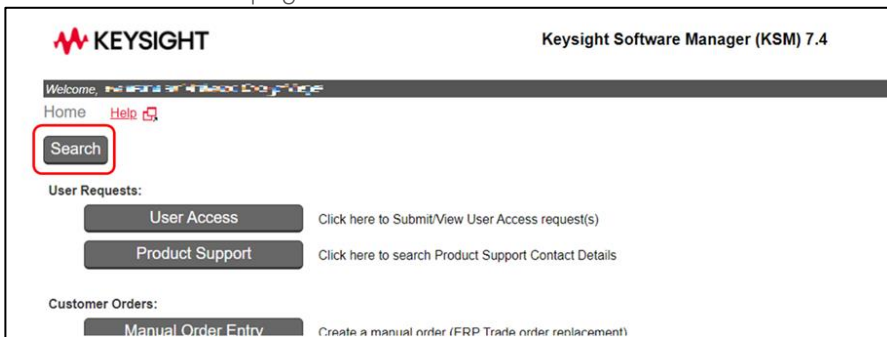 KEYSIGHT
Keysight Software Manager (KSM) 7.4
Welcome,
Home Help
Search
User Requests:
User Access Click here to Submit/View User Access request(s)
Product Support Click here to search Product Support Contact Details
Customer Orders:
Manual Order Entry Create a manual order (ERP Trade order replacement)